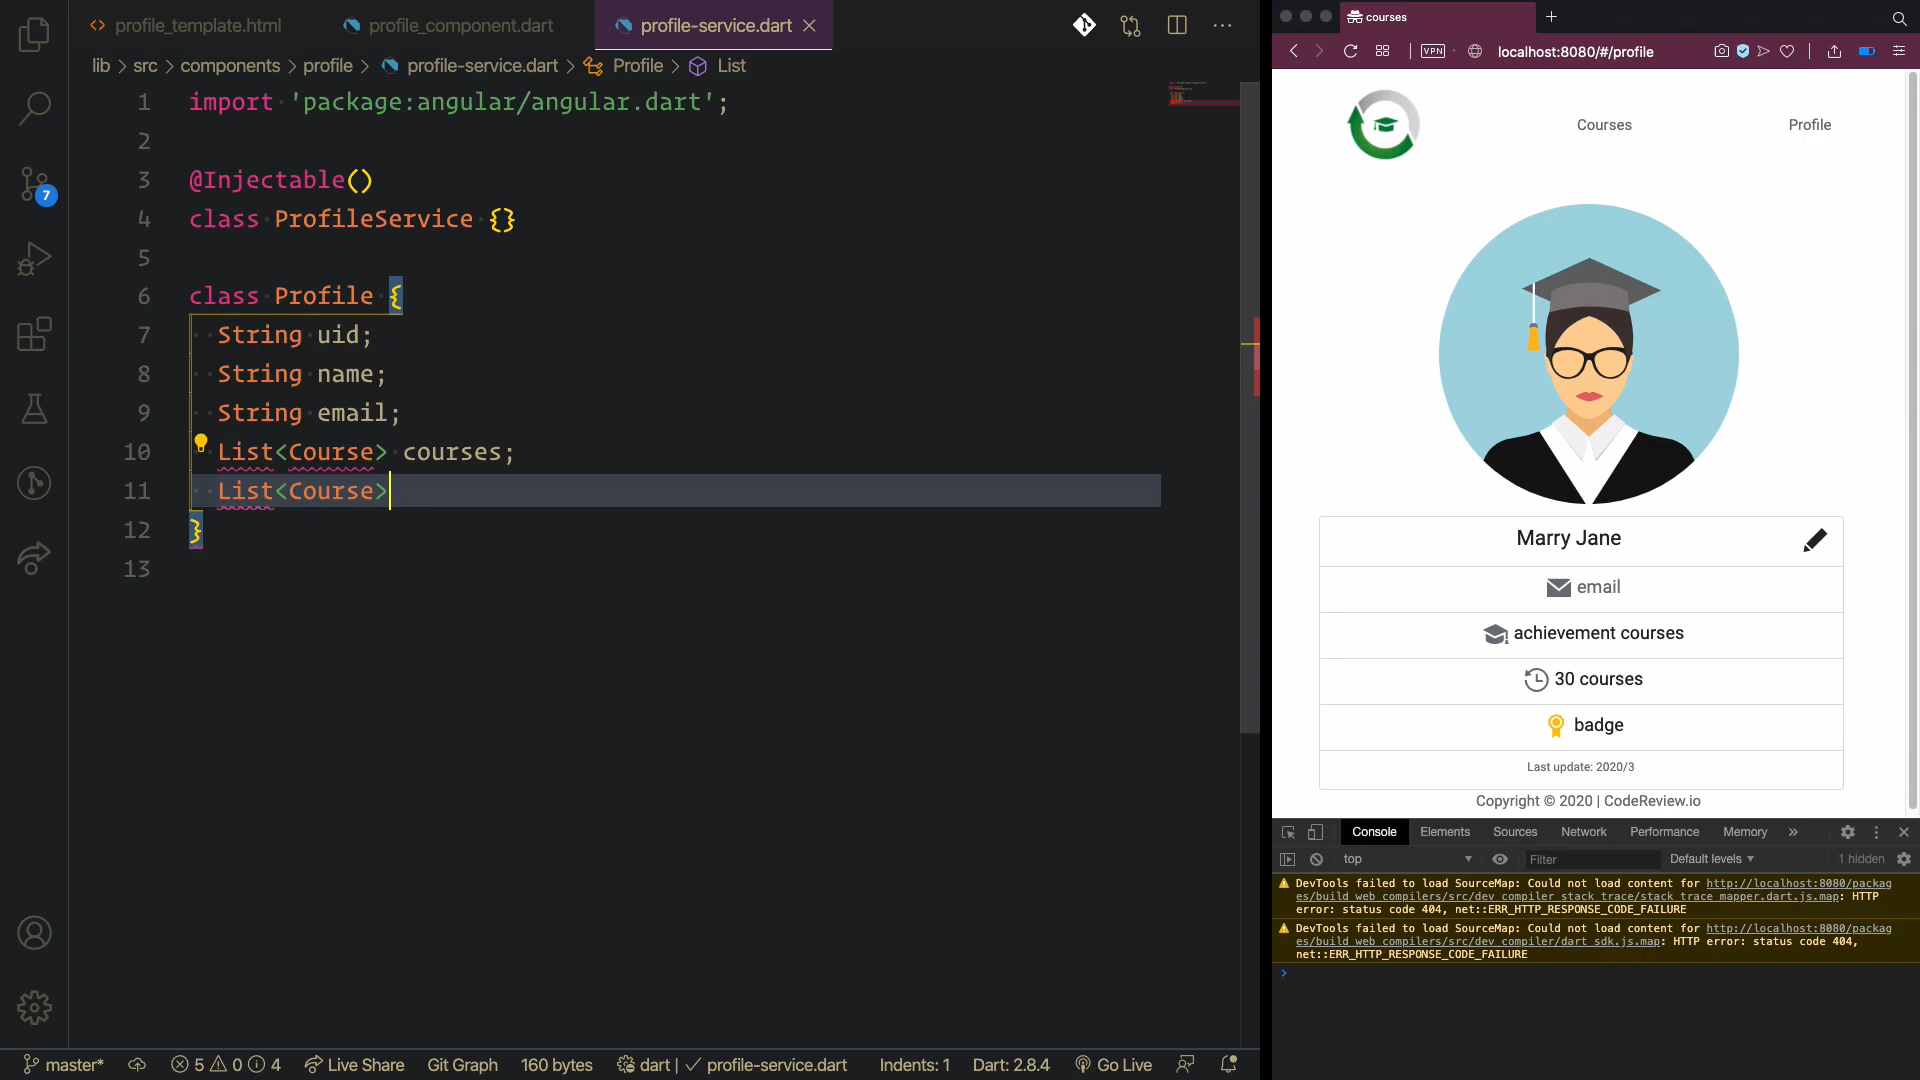 profile_template.html
profile_component.dart
profile-service.dart
lib > src > components > profile > profile-service.dart > Profile > List
1 import 'package:angular/angular.dart';
2
3 @Injectable()
4 class ProfileService {}
5
6 class Profile {
7 String uid;
8 String name;
9 String email;
10 List<Course> courses;
11 List<Course>
12 }
13
7
master*
5
0
4
Live Share
Git Graph
160 bytes
dart |
profile-service.dart
Indents: 1
Dart: 2.8.4
Go Live
courses
VPN
localhost:8080/#/profile
Courses
Profile
Marry Jane
email
achievement courses
30 courses
badge
Last update: 2020/3
Copyright © 2020 | CodeReview.io
Console Elements Sources Network Performance Memory »
top
Filter
Default levels
1 hidden
DevTools failed to load SourceMap: Could not load content for http://localhost:8080/packag
es/build_web_compilers/src/dev_compiler_stack_trace/stack_trace_mapper.dart.js.map: HTTP
error: status code 404, net::ERR_HTTP_RESPONSE_CODE_FAILURE
DevTools failed to load SourceMap: Could not load content for http://localhost:8080/packag
es/build_web_compilers/src/dev_compiler/dart_sdk.js.map: HTTP error: status code 404,
net::ERR_HTTP_RESPONSE_CODE_FAILURE
>